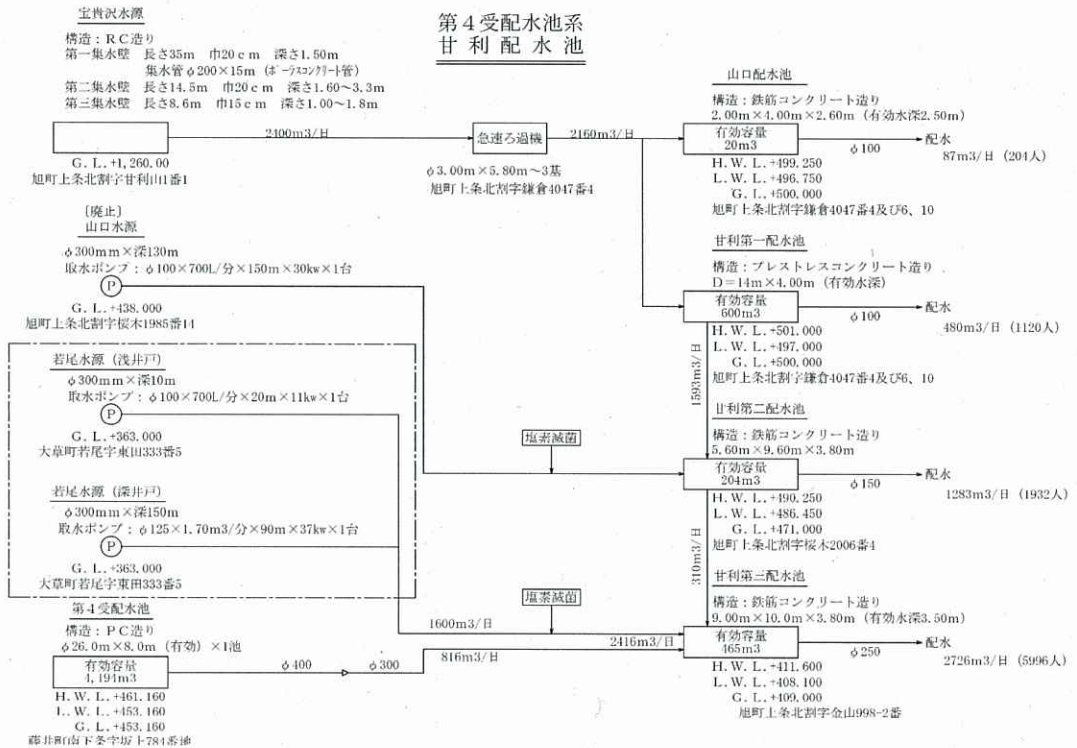 第4受配水池系
甘利配水池
宝貴沢水源
構造：RC造り
第一集水壁 長さ35m 巾20cm 深さ1.50m
集水管φ200×15m (ポーラスコンクリート管)
第二集水壁 長さ14.5m 巾20cm 深さ1.60～3.3m
第三集水壁 長さ8.6m 巾15cm 深さ1.00～1.8m
2400m3/日
急速ろ過機
2160m3/日
G. L. +1,260.00
旭町上条北割字甘利山1番1
φ3.00m×5.80m～3基
旭町上条北割字鎌倉4047番4
山口配水池
構造：鉄筋コンクリート造り
2.00m×4.00m×2.60m (有効水深2.50m)
有効容量
20m3
φ100
配水
87m3/日 (204人)
H. W. L. +499.250
L. W. L. +496.750
G. L. +500.000
旭町上条北割字鎌倉4047番4及び6、10
[廃止]
山口水源
φ300mm×深130m
取水ポンプ：φ100×700L/分×150m×30kw×1台
P
G. L. +438.000
旭町上条北割字桜木1985番14
甘利第一配水池
構造：プレストレスコンクリート造り
D＝14m×4.00m (有効水深)
有効容量
600m3
φ100
配水
480m3/日 (1120人)
H. W. L. +501.000
L. W. L. +497.000
G. L. +500.000
旭町上条北割字鎌倉4047番4及び6、10
1593m3/日
若尾水源 (浅井戸)
φ300mm×深10m
取水ポンプ：φ100×700L/分×20m×11kw×1台
P
G. L. +363.000
大草町若尾字東田333番5
塩素滅菌
甘利第二配水池
構造：鉄筋コンクリート造り
5.60m×9.60m×3.80m
有効容量
204m3
φ150
配水
1283m3/日 (1932人)
H. W. L. +490.250
L. W. L. +486.450
G. L. +471.000
旭町上条北割字桜木2006番4
310m3/日
若尾水源 (深井戸)
φ300mm×深150m
取水ポンプ：φ125×1.70m3/分×90m×37kw×1台
P
G. L. +363.000
大草町若尾字東田333番5
塩素滅菌
1600m3/日
2416m3/日
甘利第三配水池
構造：鉄筋コンクリート造り
9.00m×10.0m×3.80m (有効水深3.50m)
有効容量
465m3
φ250
配水
2726m3/日 (5996人)
H. W. L. +411.600
L. W. L. +408.100
G. L. +409.000
旭町上条北割字金山998-2番
第4受配水池
構造：PC造り
φ26.0m×8.0m (有効) ×1池
有効容量
4,194m3
φ400
φ300
816m3/日
H. W. L. +461.160
L. W. L. +453.160
G. L. +453.160
藤井町南下条字坂上784番地